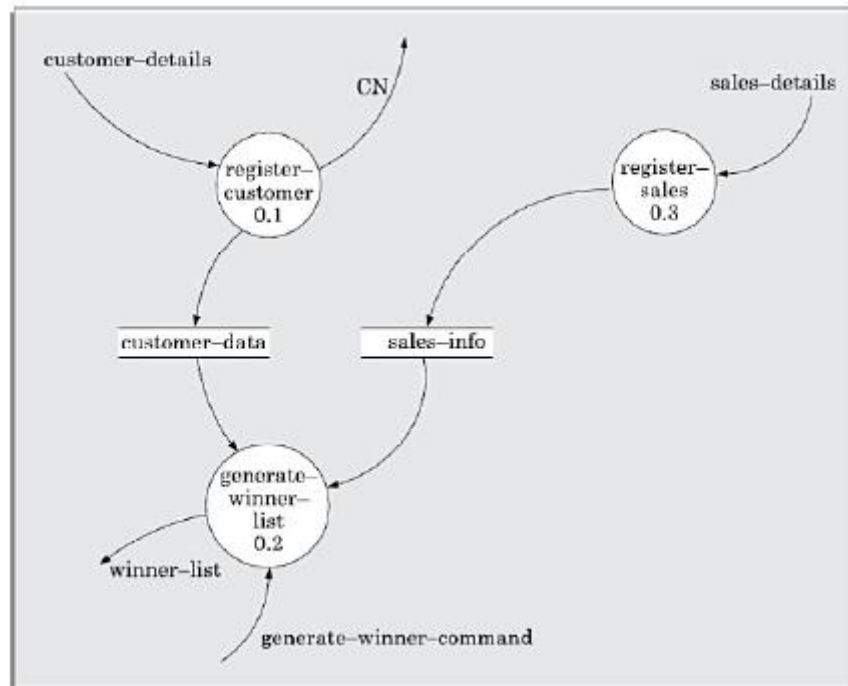 customer–details
CN
sales–details
register–
customer
0.1
register–
sales
0.3
customer–data
sales–info
generate–
winner–
list
0.2
winner–list
generate–winner–command